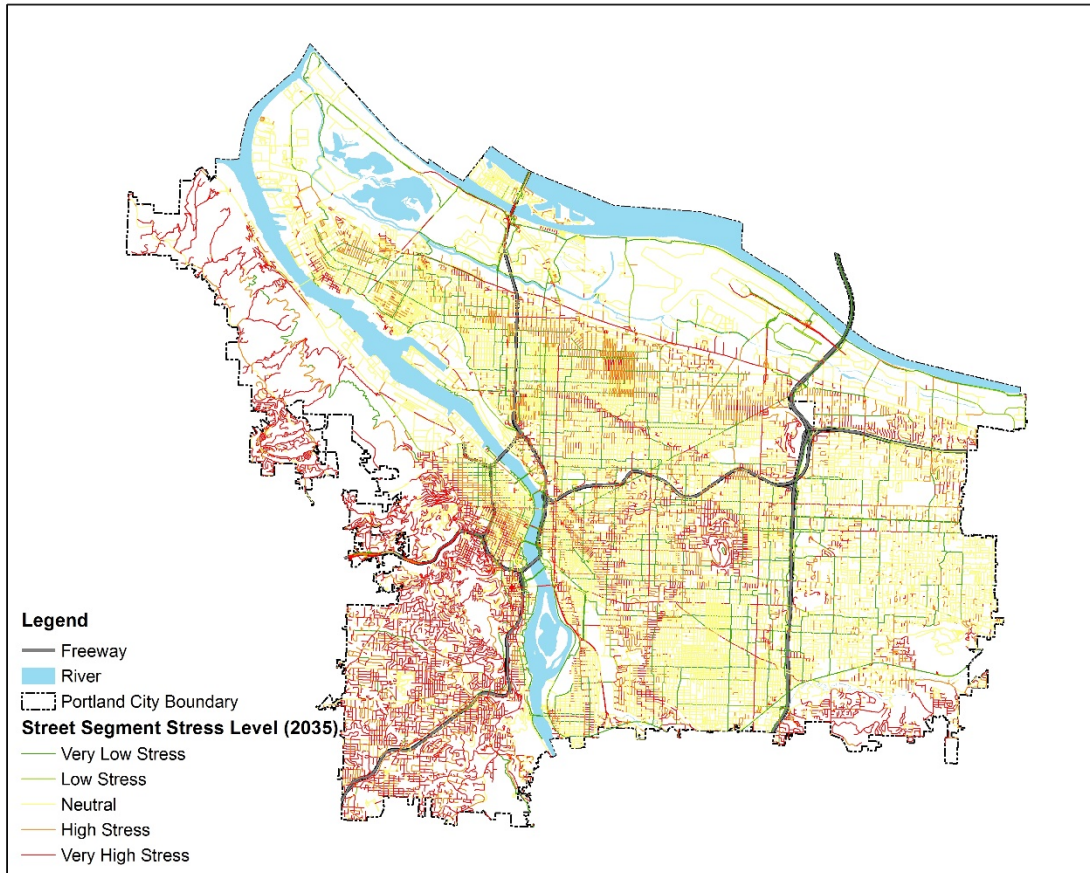 Legend
Freeway
River
Portland City Boundary
Street Segment Stress Level (2035)
Very Low Stress
Low Stress
Neutral
High Stress
Very High Stress